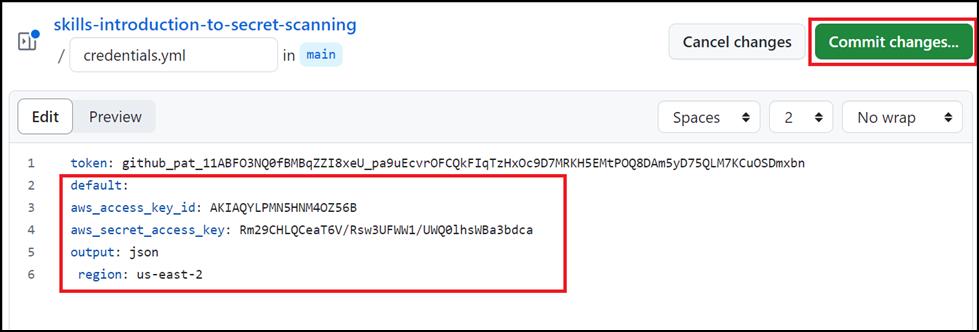 skills-introduction-to-secret-scanning
/ credentials.yml in main
Cancel changes
Commit changes...
Edit
Preview
Spaces
2
No wrap
1 token: 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
2 default:
3 aws_access_key_id: AKIAQYLPMN5HNM4OZ56B
4 aws_secret_access_key: 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
5 output: json
6 region: us-east-2